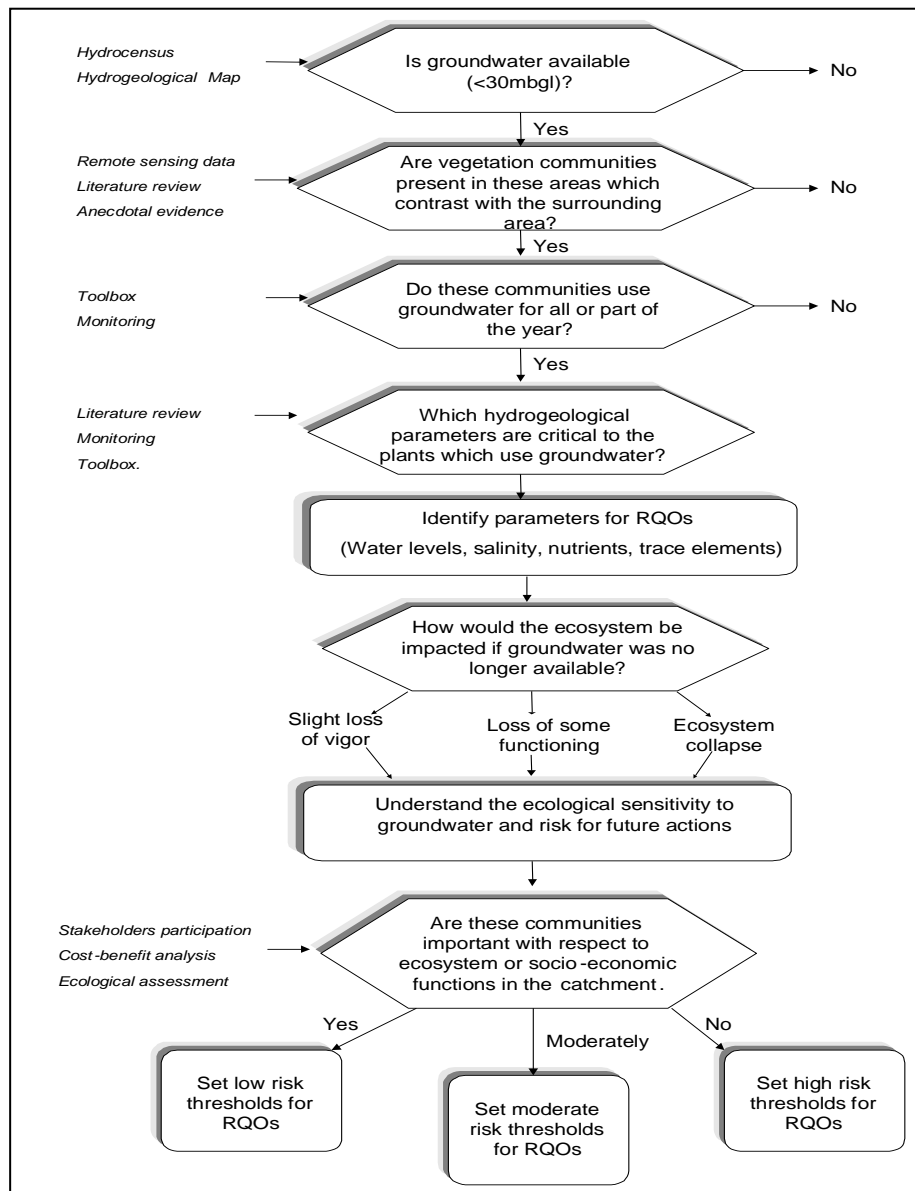 Hydrocensus
Hydrogeological Map
Is groundwater available
(<30mbgl)?
No
Yes
Remote sensing data
Literature review
Anecdotal evidence
Are vegetation communities
present in these areas which
contrast with the surrounding
area?
No
Yes
Toolbox
Monitoring
Do these communities use
groundwater for all or part of
the year?
No
Yes
Literature review
Monitoring
Toolbox.
Which hydrogeological
parameters are critical to the
plants which use groundwater?
Identify parameters for RQOs
(Water levels, salinity, nutrients, trace elements)
How would the ecosystem be
impacted if groundwater was no
longer available?
Slight loss
of vigor
Loss of some
functioning
Ecosystem
collapse
Understand the ecological sensitivity to
groundwater and risk for future actions
Stakeholders participation
Cost-benefit analysis
Ecological assessment
Are these communities
important with respect to
ecosystem or socio-economic
functions in the catchment.
Yes
Moderately
No
Set low risk
thresholds for
RQOs
Set moderate
risk thresholds
for RQOs
Set high risk
thresholds for
RQOs